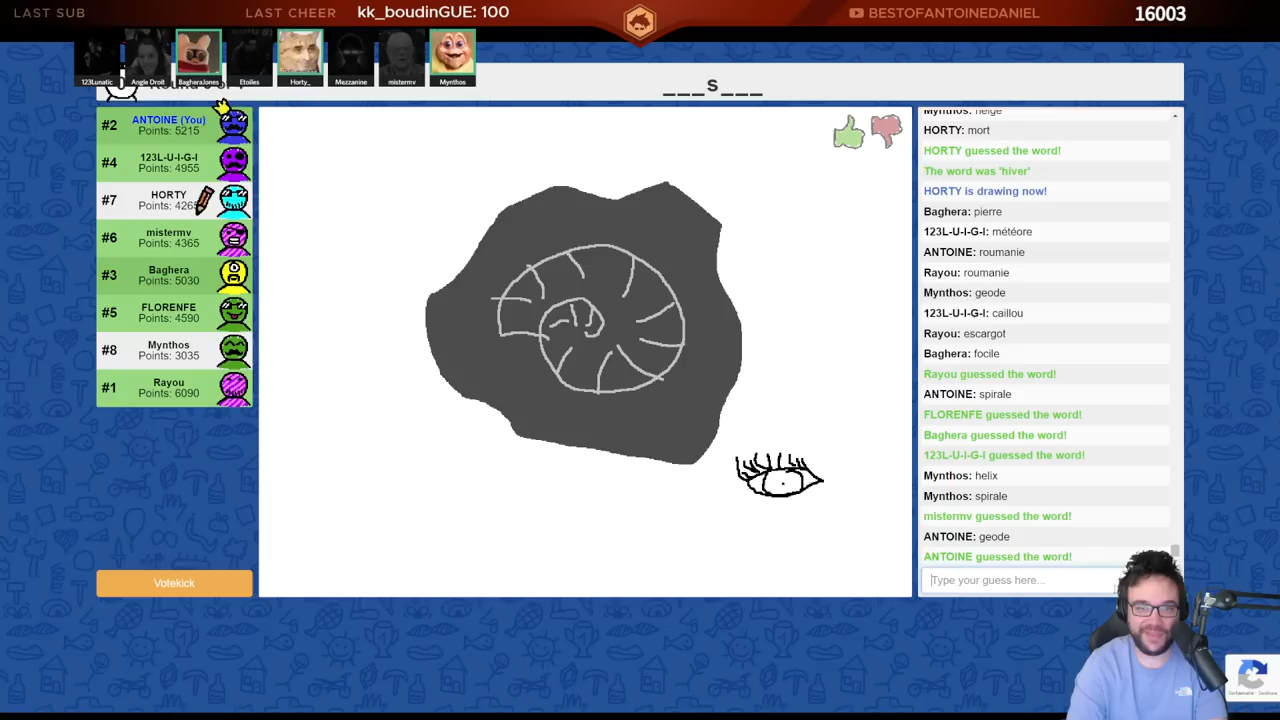 LAST SUB
LAST CHEER kk_boudinGUE: 100
BESTOFANTOINEDANIEL
16003
123Lunatic
Angle Droit
BagheraJones
Etoiles
Horty_
Mezzanine
mistermv
Mynthos
___s___
#2 ANTOINE (You)
Points: 5215
#4 123L-U-I-G-I
Points: 4955
#7 HORTY
Points: 4265
#6 mistermv
Points: 4365
#3 Baghera
Points: 5030
#5 FLORENFE
Points: 4590
#8 Mynthos
Points: 3035
#1 Rayou
Points: 6090
Votekick
Mynthos: neige
HORTY: mort
HORTY guessed the word!
The word was 'hiver'
HORTY is drawing now!
Baghera: pierre
123L-U-I-G-I: météore
ANTOINE: roumanie
Rayou: roumanie
Mynthos: geode
123L-U-I-G-I: caillou
Rayou: escargot
Baghera: focile
Rayou guessed the word!
ANTOINE: spirale
FLORENFE guessed the word!
Baghera guessed the word!
123L-U-I-G-I guessed the word!
Mynthos: helix
Mynthos: spirale
mistermv guessed the word!
ANTOINE: geode
ANTOINE guessed the word!
Type your guess here...